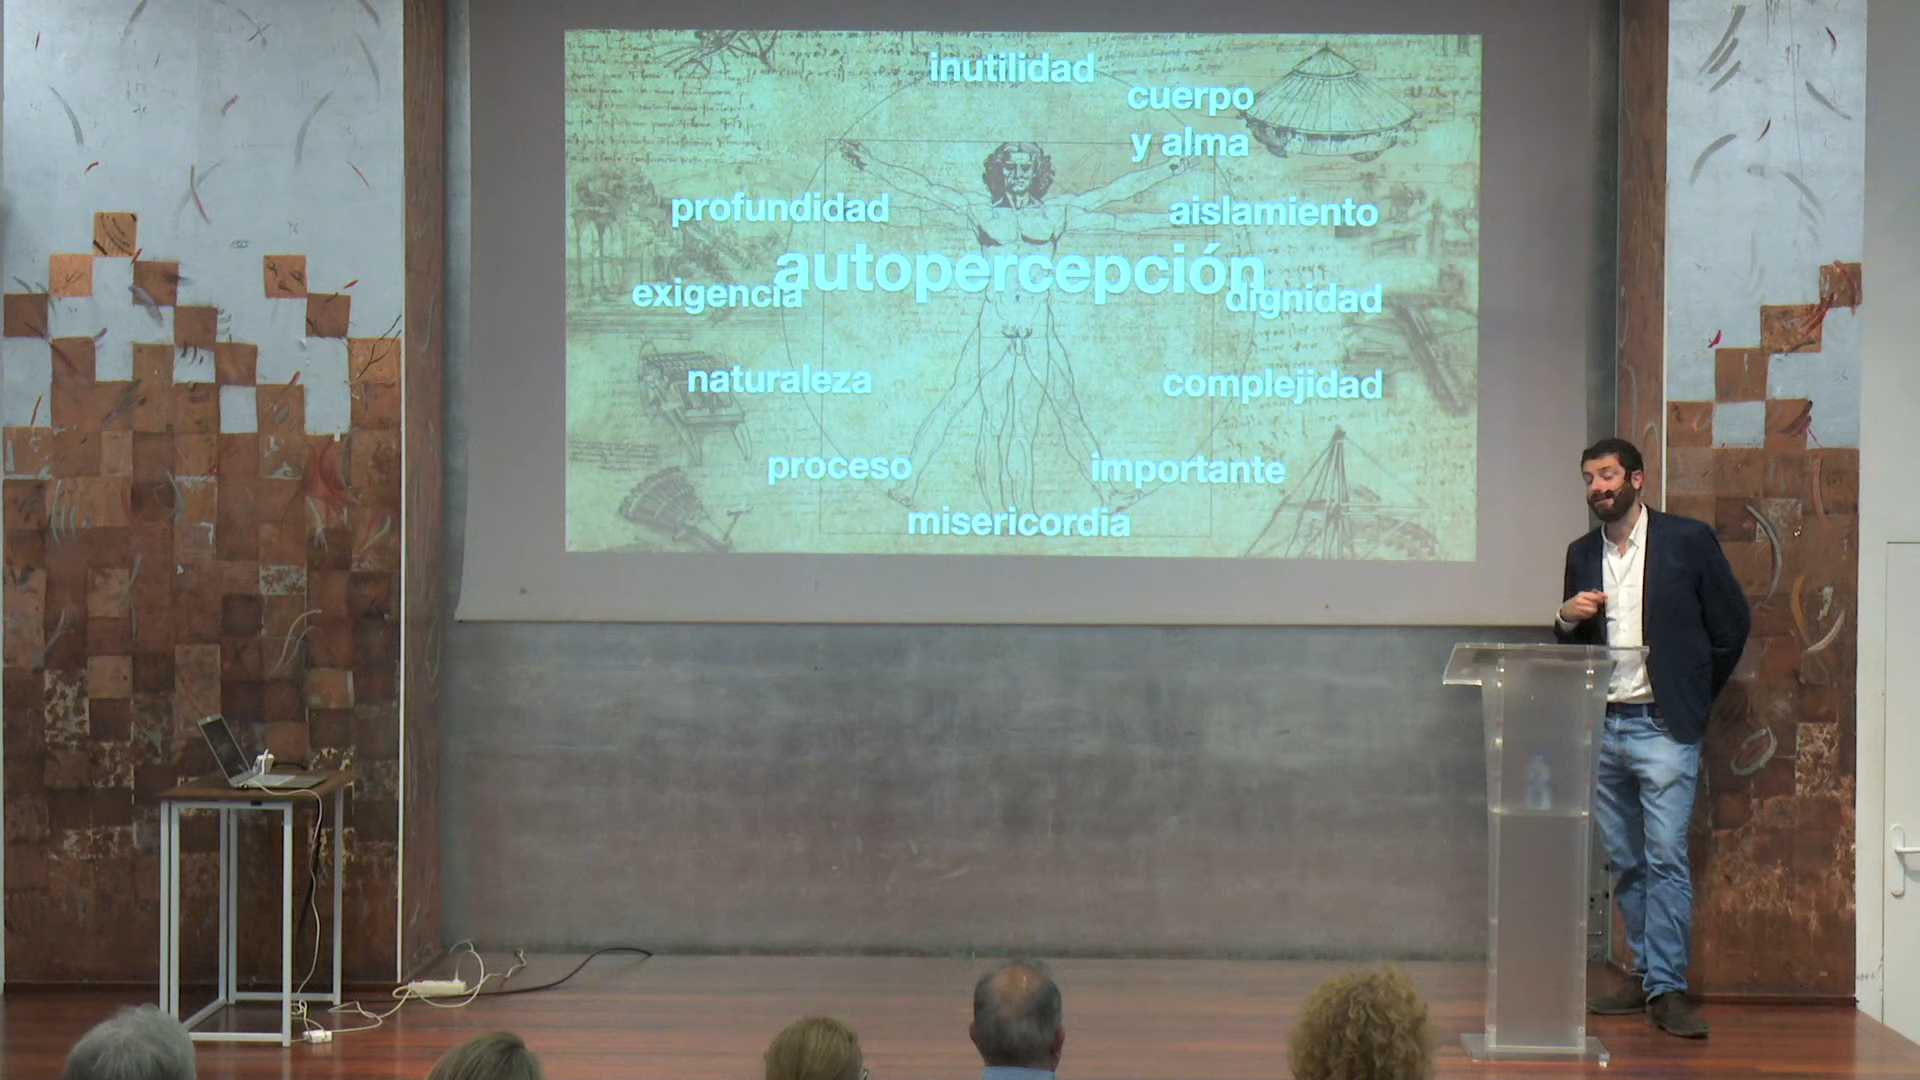 inutilidad
cuerpo
y alma
profundidad
aislamiento
autopercepción
exigencia
dignidad
naturaleza
complejidad
proceso
importante
misericordia